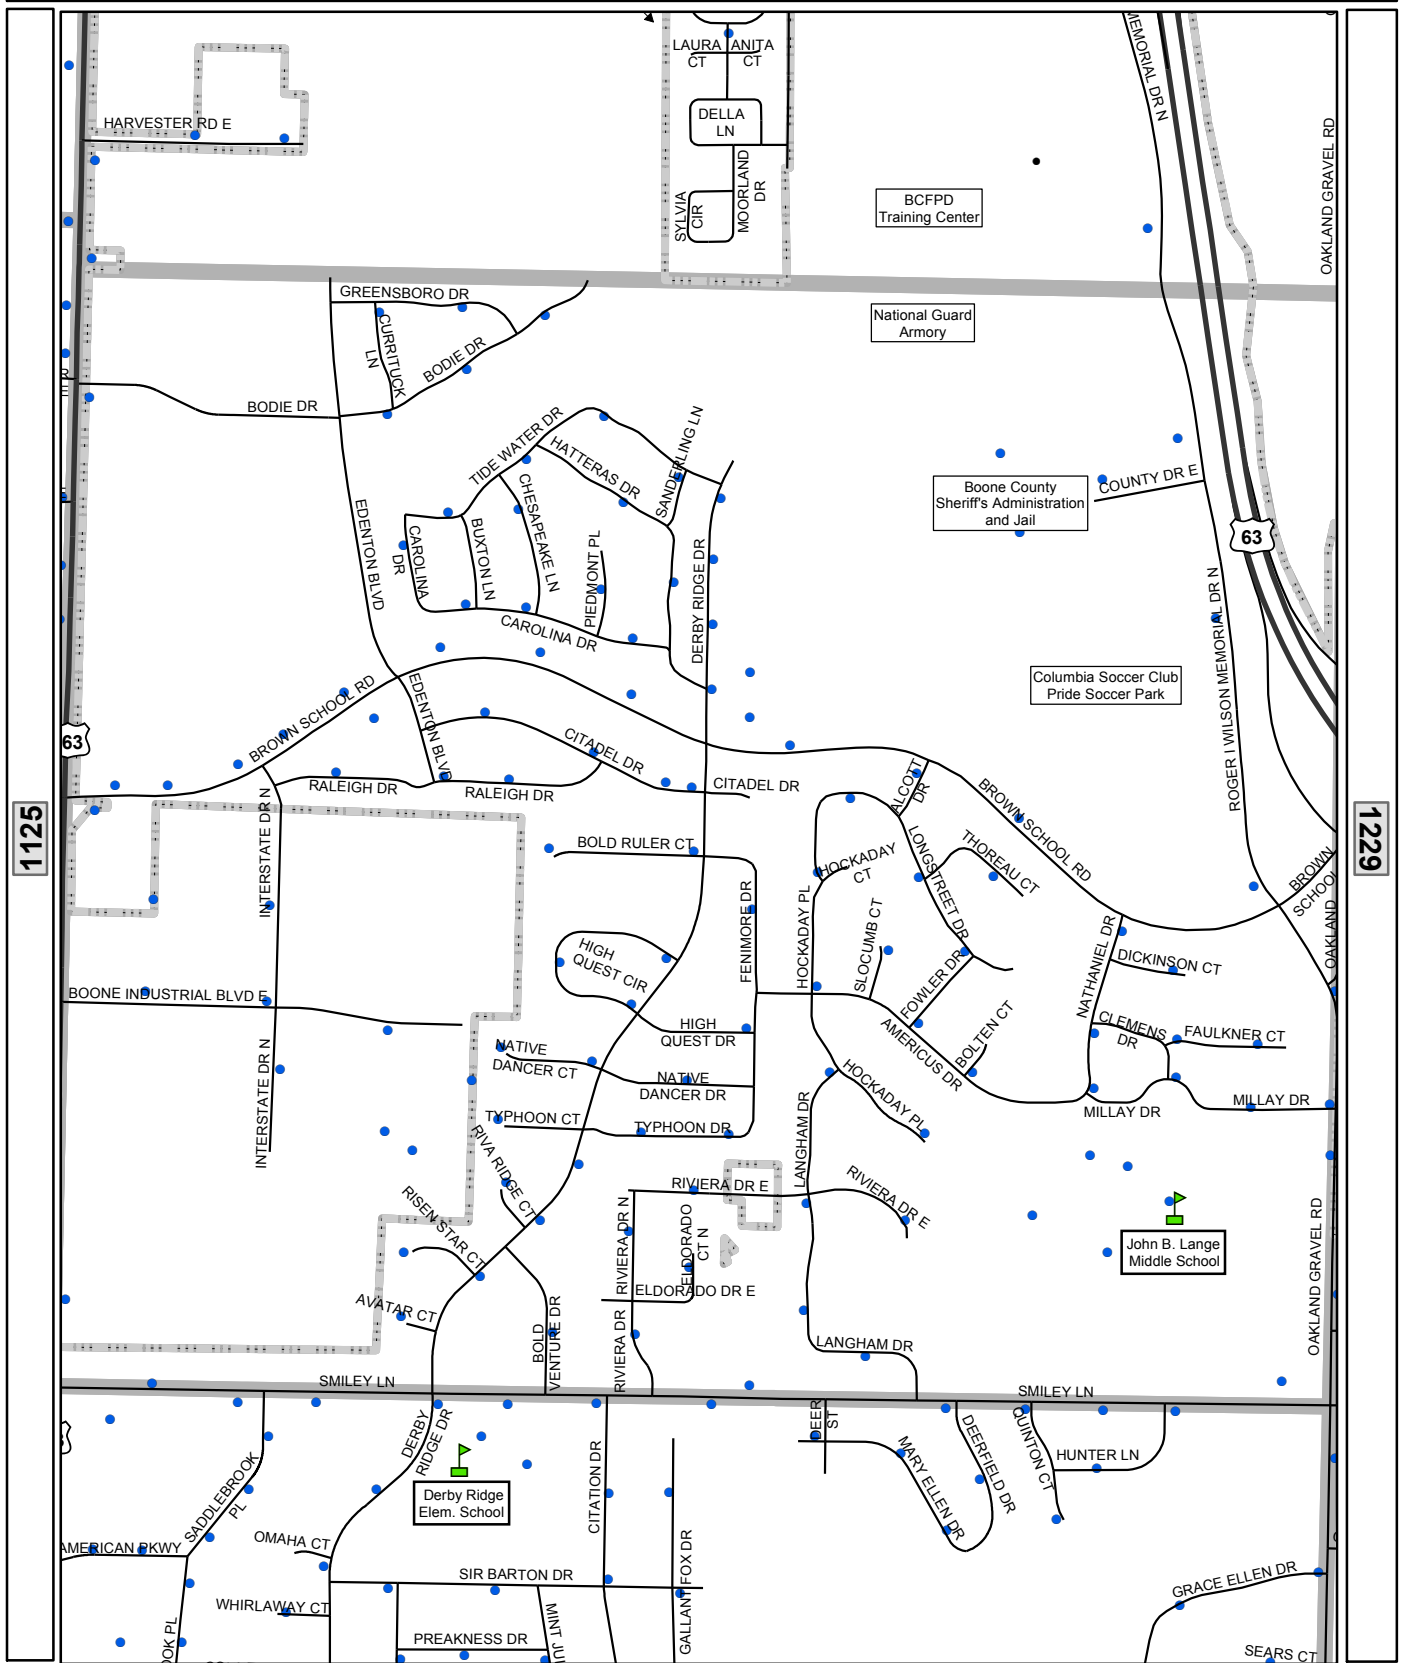 LAURA
CT
ANITA
CT
MEMORIAL DR N
HARVESTER RD E
DELLA
LN
OAKLAND GRAVEL RD
MOORLAND
DR
SYLVIA
CIR
BCFPD
Training Center
GREENSBORO DR
National Guard
Armory
CURRITUCK
LN
BODIE DR
BODIE DR
TIDE WATER DR
HATTERAS DR
SANDERLING LN
COUNTY DR E
Boone County
Sheriff's Administration
and Jail
CHESAPEAKE LN
EDENTON BLVD
CAROLINA
DR
BUXTON LN
PIEDMONT PL
63
DERBY RIDGE DR
CAROLINA DR
ROGER I WILSON MEMORIAL DR N
Columbia Soccer Club
Pride Soccer Park
BROWN SCHOOL RD
EDENTON BLVD
63
CITADEL DR
CITADEL DR
RALEIGH DR
RALEIGH DR
ALCOTT
DR
BROWN SCHOOL RD
INTERSTATE DR N
1125
1229
BOLD RULER CT
HOCKADAY
CT
LONGSTREET DR
THOREAU CT
BROWN
SCHOOL
FENIMORE DR
HOCKADAY PL
SLOCUMB CT
OAKLAND
HIGH
QUEST CIR
FOWLER DR
NATHANIEL DR
DICKINSON CT
BOONE INDUSTRIAL BLVD E
HIGH
QUEST DR
AMERICUS DR
BOLTEN CT
CLEMENS
DR
FAULKNER CT
NATIVE
DANCER CT
NATIVE
DANCER DR
INTERSTATE DR N
HOCKADAY PL
MILLAY DR
MILLAY DR
TYPHOON CT
TYPHOON DR
LANGHAM DR
RIVA RIDGE CT
RIVIERA DR E
RIVIERA DR E
RISEN STAR CT
RIVIERA DR N
ELDORADO
CT N
OAKLAND GRAVEL RD
John B. Lange
Middle School
ELDORADO DR E
AVATAR CT
BOLD
VENTURE DR
RIVIERA DR
LANGHAM DR
SMILEY LN
SMILEY LN
DERBY
RIDGE DR
DEER
ST
DEERFIELD DR
QUINTON CT
MARY ELLEN DR
HUNTER LN
SADDLEBROOK
PL
CITATION DR
Derby Ridge
Elem. School
OMAHA CT
AMERICAN PKWY
GALLANT FOX DR
SIR BARTON DR
GRACE ELLEN DR
WHIRLAWAY CT
MINT JUL
OOK PL
PREAKNESS DR
SEARS CT